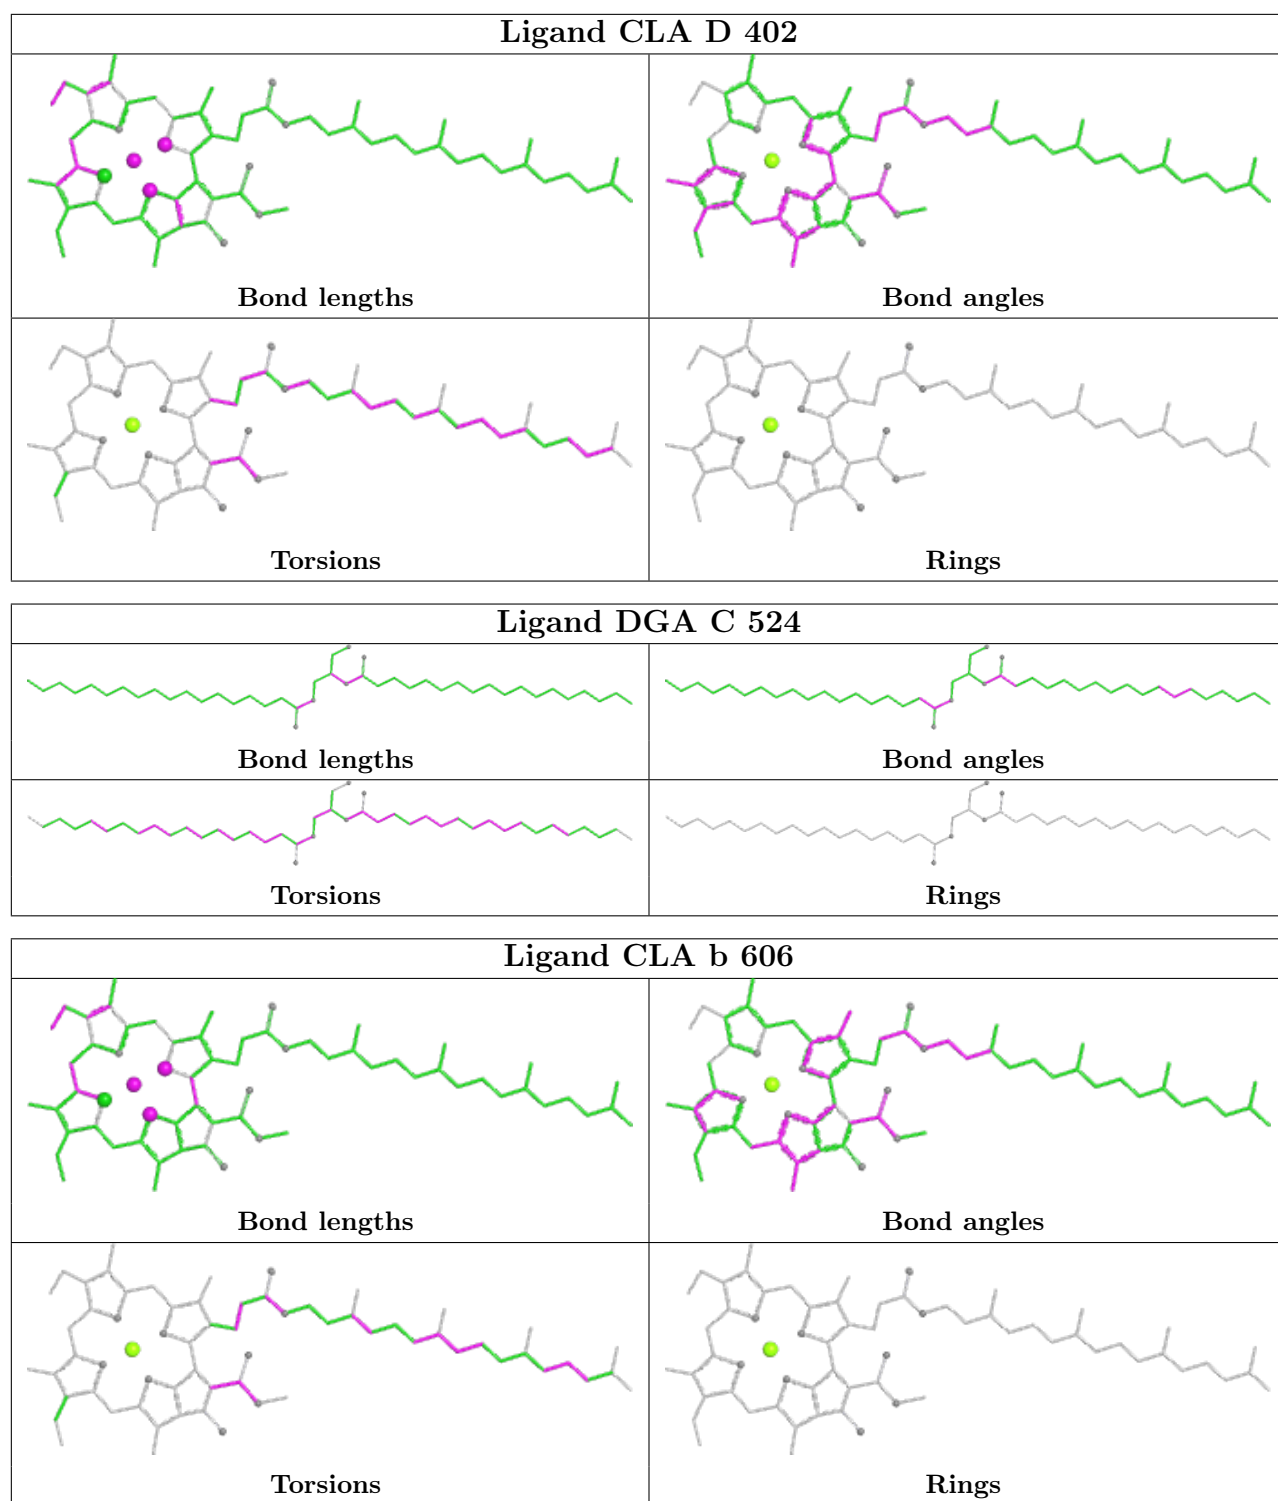 Ligand CLA D 402
Bond lengths
Bond angles
Torsions
Rings
Ligand DGA C 524
Bond lengths
Bond angles
Torsions
Rings
Ligand CLA b 606
Bond lengths
Bond angles
Torsions
Rings